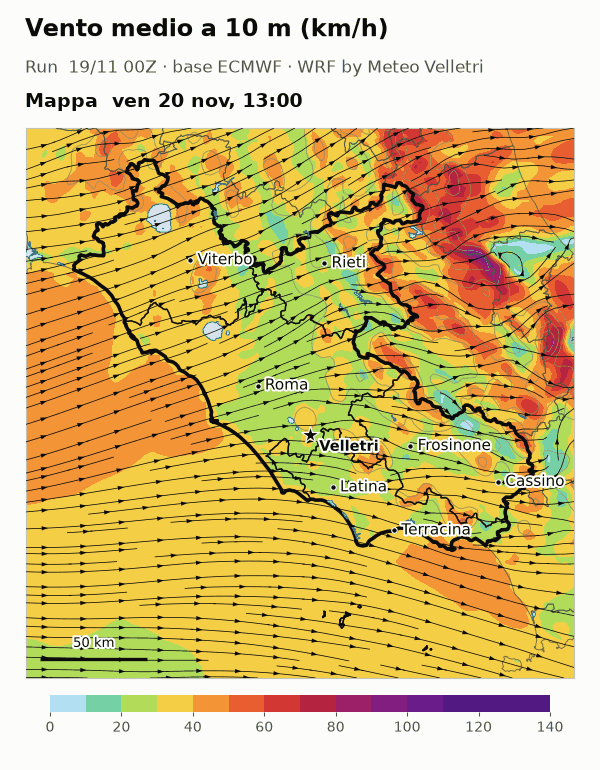 Vento medio a 10 m (km/h)
Run 19/11 00Z · base ECMWF · WRF by Meteo Velletri
Mappa ven 20 nov, 13:00
Viterbo
Rieti
Roma
Velletri
Frosinone
Latina
Cassino
Terracina
50 km
0 20 40 60 80 100 120 140